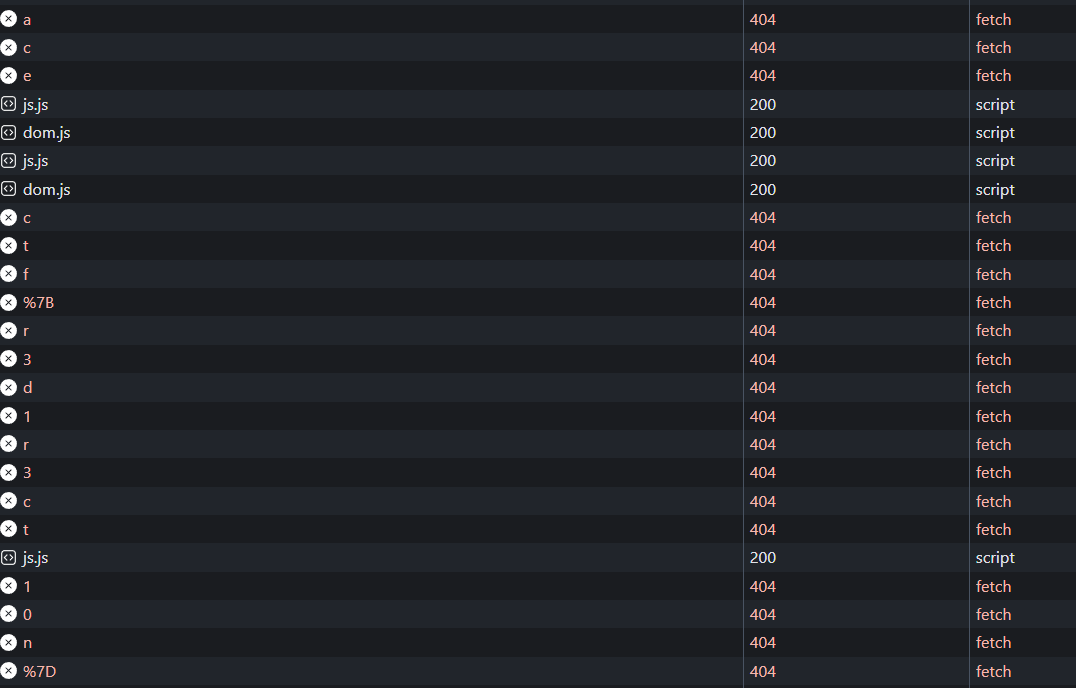 a 404 fetch
c 404 fetch
e 404 fetch
js.js 200 script
dom.js 200 script
js.js 200 script
dom.js 200 script
c 404 fetch
t 404 fetch
f 404 fetch
%7B 404 fetch
r 404 fetch
3 404 fetch
d 404 fetch
1 404 fetch
r 404 fetch
3 404 fetch
c 404 fetch
t 404 fetch
js.js 200 script
1 404 fetch
0 404 fetch
n 404 fetch
%7D 404 fetch